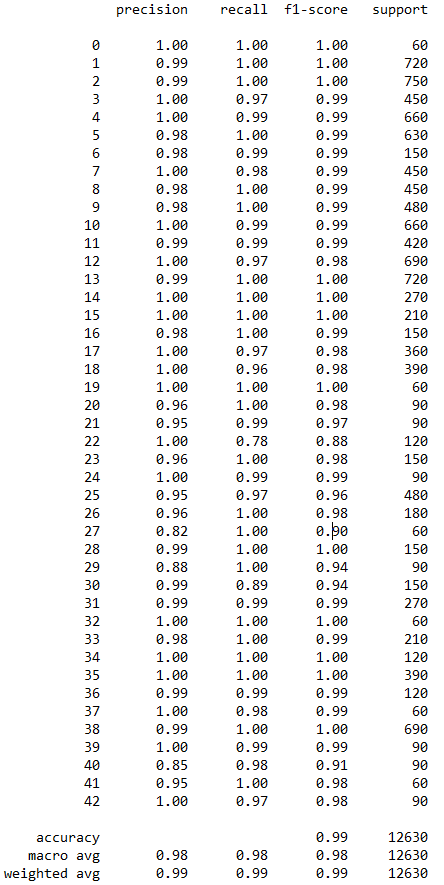 precision recall f1-score support
0 1.00 1.00 1.00 60
1 0.99 1.00 1.00 720
2 0.99 1.00 1.00 750
3 1.00 0.97 0.99 450
4 1.00 0.99 0.99 660
5 0.98 1.00 0.99 630
6 0.98 0.99 0.99 150
7 1.00 0.98 0.99 450
8 0.98 1.00 0.99 450
9 0.98 1.00 0.99 480
10 1.00 0.99 0.99 660
11 0.99 0.99 0.99 420
12 1.00 0.97 0.98 690
13 0.99 1.00 1.00 720
14 1.00 1.00 1.00 270
15 1.00 1.00 1.00 210
16 0.98 1.00 0.99 150
17 1.00 0.97 0.98 360
18 1.00 0.96 0.98 390
19 1.00 1.00 1.00 60
20 0.96 1.00 0.98 90
21 0.95 0.99 0.97 90
22 1.00 0.78 0.88 120
23 0.96 1.00 0.98 150
24 1.00 0.99 0.99 90
25 0.95 0.97 0.96 480
26 0.96 1.00 0.98 180
27 0.82 1.00 0.90 60
28 0.99 1.00 1.00 150
29 0.88 1.00 0.94 90
30 0.99 0.89 0.94 150
31 0.99 0.99 0.99 270
32 1.00 1.00 1.00 60
33 0.98 1.00 0.99 210
34 1.00 1.00 1.00 120
35 1.00 1.00 1.00 390
36 0.99 0.99 0.99 120
37 1.00 0.98 0.99 60
38 0.99 1.00 1.00 690
39 1.00 0.99 0.99 90
40 0.85 0.98 0.91 90
41 0.95 1.00 0.98 60
42 1.00 0.97 0.98 90
accuracy 0.99 12630
macro avg 0.98 0.98 0.98 12630
weighted avg 0.99 0.99 0.99 12630